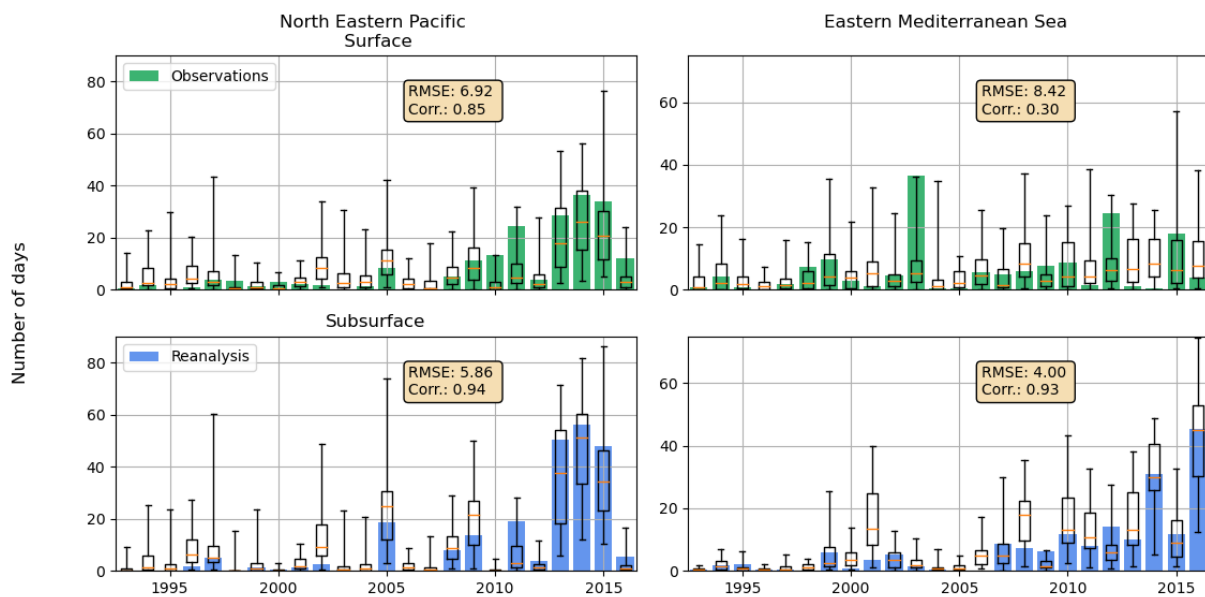 North Eastern Pacific
Surface
Eastern Mediterranean Sea
Number of days
80
60
40
20
0
Observations
RMSE: 6.92
Corr.: 0.85
1995
2000
2005
2010
2015
60
40
20
0
RMSE: 8.42
Corr.: 0.30
1995
2000
2005
2010
2015
Subsurface
80
60
40
20
0
Reanalysis
RMSE: 5.86
Corr.: 0.94
1995
2000
2005
2010
2015
60
40
20
0
RMSE: 4.00
Corr.: 0.93
1995
2000
2005
2010
2015